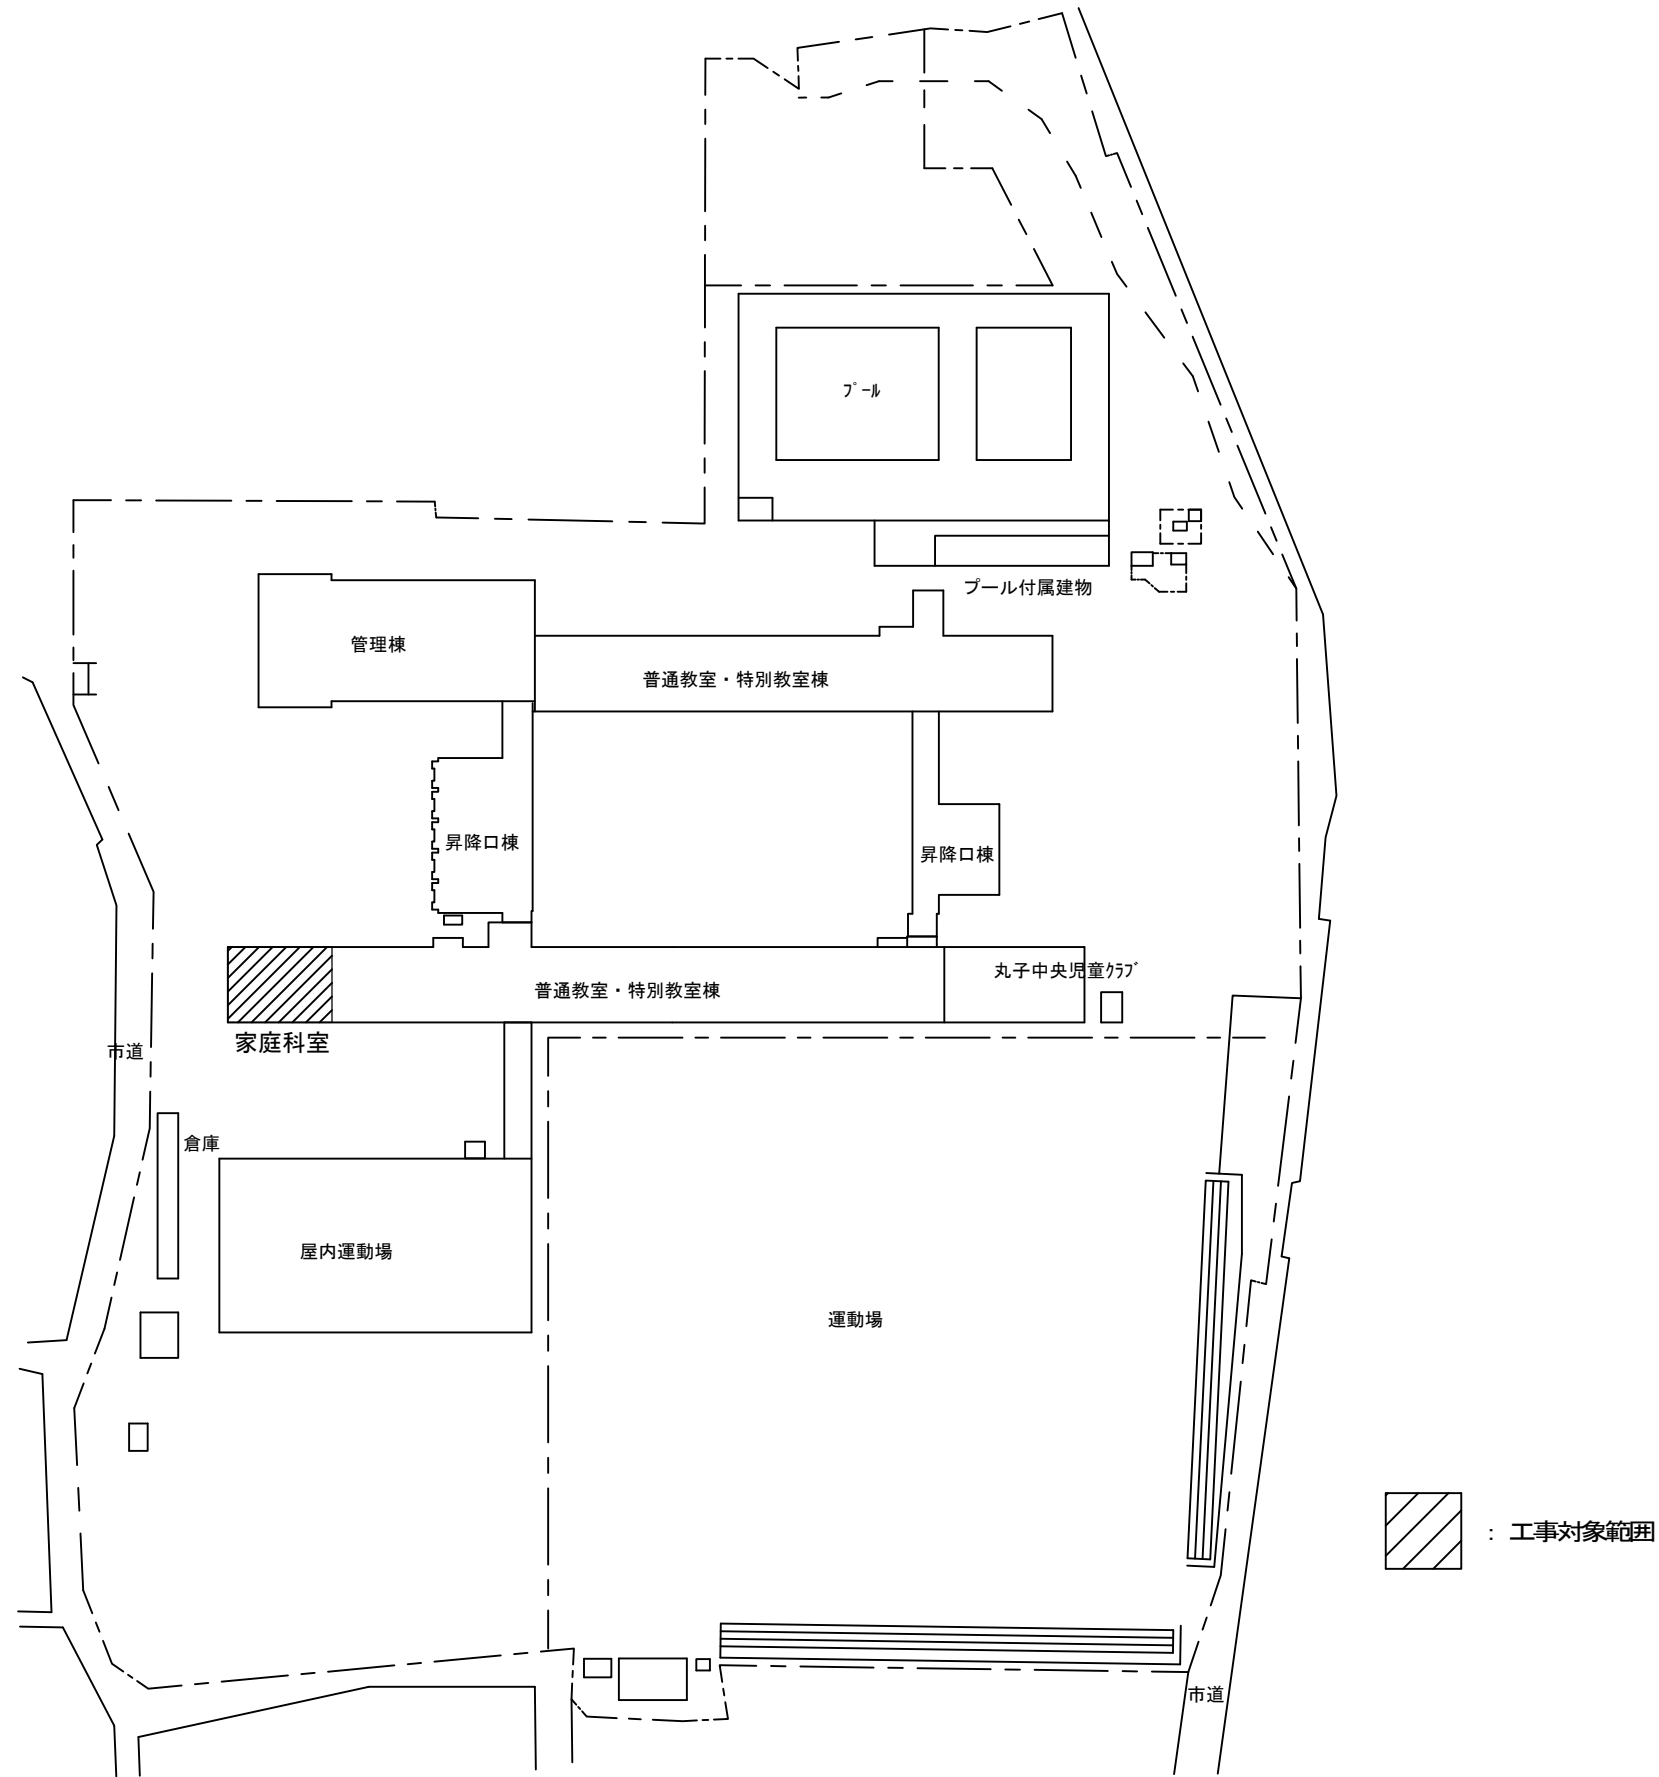 ﾌﾟｰﾙ
プール付属建物
管理棟
普通教室・特別教室棟
昇降口棟
昇降口棟
丸子中央児童ｸﾗﾌﾞ
普通教室・特別教室棟
家庭科室
市道
倉庫
屋内運動場
運動場
：工事対象範囲
市道